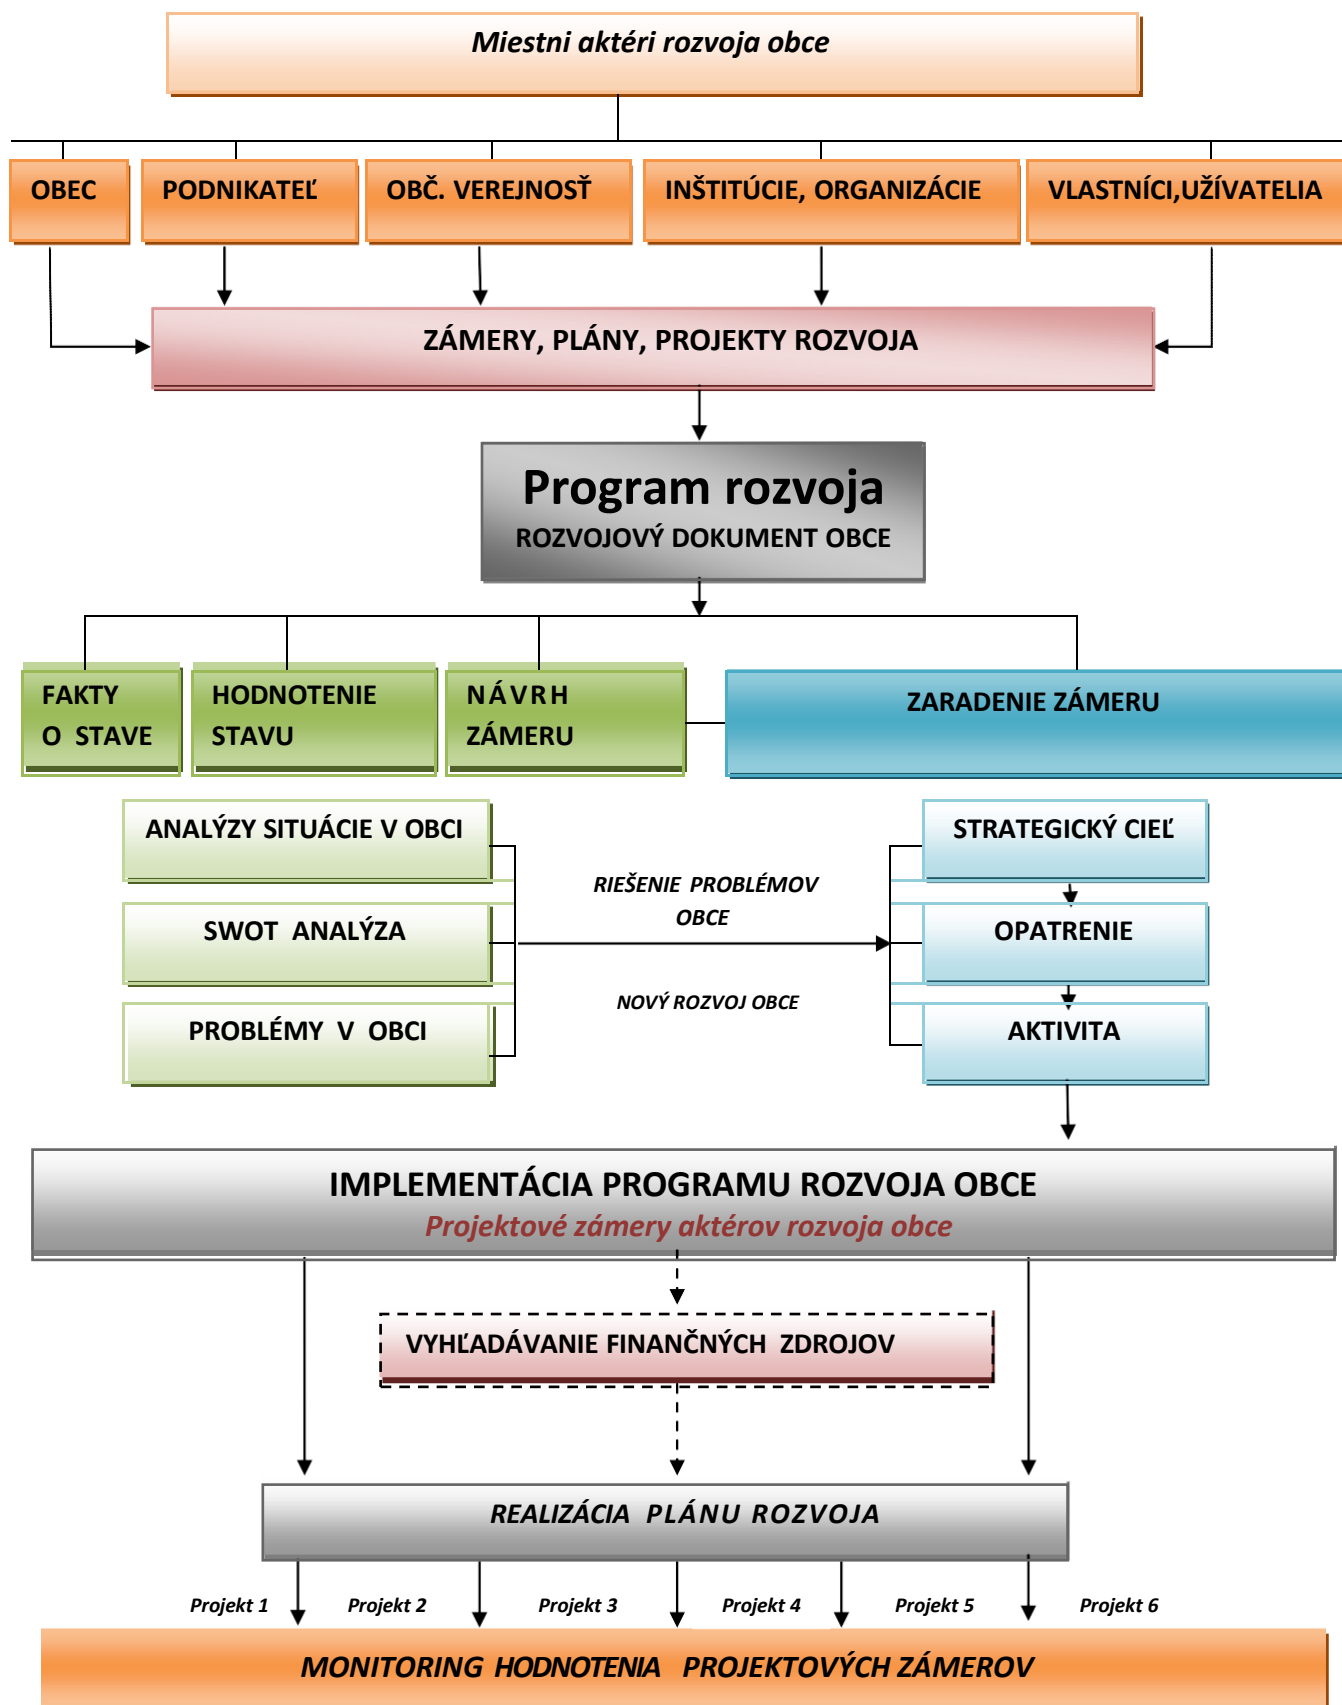 Miestni aktéri rozvoja obce
OBEC
PODNIKATEĽ
OBČ. VEREJNOSŤ
INŠTITÚCIE, ORGANIZÁCIE
VLASTNÍCI,UŽÍVATELIA
ZÁMERY, PLÁNY, PROJEKTY ROZVOJA
Program rozvoja
ROZVOJOVÝ DOKUMENT OBCE
FAKTY
O STAVE
HODNOTENIE
STAVU
NÁVRH
ZÁMERU
ZARADENIE ZÁMERU
ANALÝZY SITUÁCIE V OBCI
SWOT ANALÝZA
PROBLÉMY V OBCI
RIEŠENIE PROBLÉMOV
OBCE
NOVÝ ROZVOJ OBCE
STRATEGICKÝ CIEĽ
OPATRENIE
AKTIVITA
IMPLEMENTÁCIA PROGRAMU ROZVOJA OBCE
Projektové zámery aktérov rozvoja obce
VYHĽADÁVANIE FINANČNÝCH ZDROJOV
REALIZÁCIA PLÁNU ROZVOJA
Projekt 1
Projekt 2
Projekt 3
Projekt 4
Projekt 5
Projekt 6
MONITORING HODNOTENIA PROJEKTOVÝCH ZÁMEROV